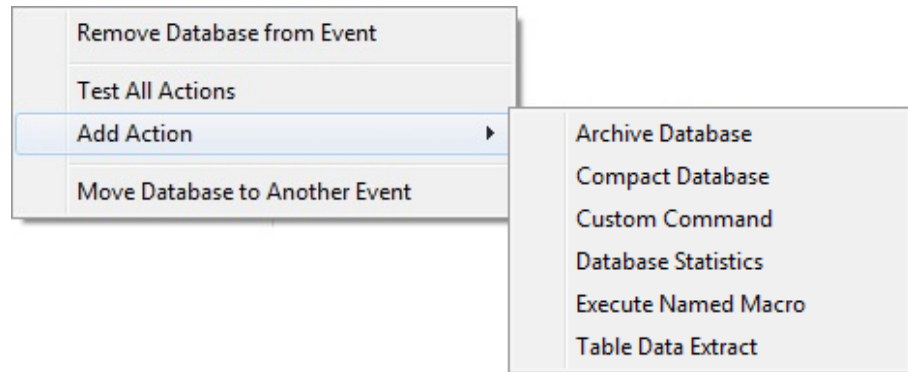 Remove Database from Event
Test All Actions
Add Action
Move Database to Another Event
Archive Database
Compact Database
Custom Command
Database Statistics
Execute Named Macro
Table Data Extract